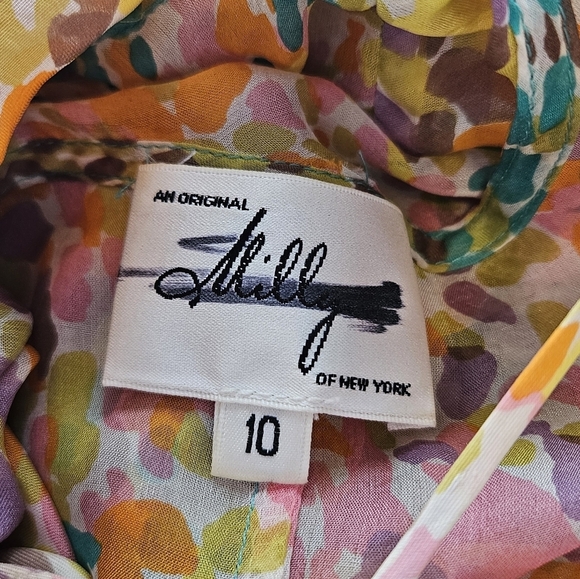 AN ORIGINAL
Milly
OF NEW YORK
10